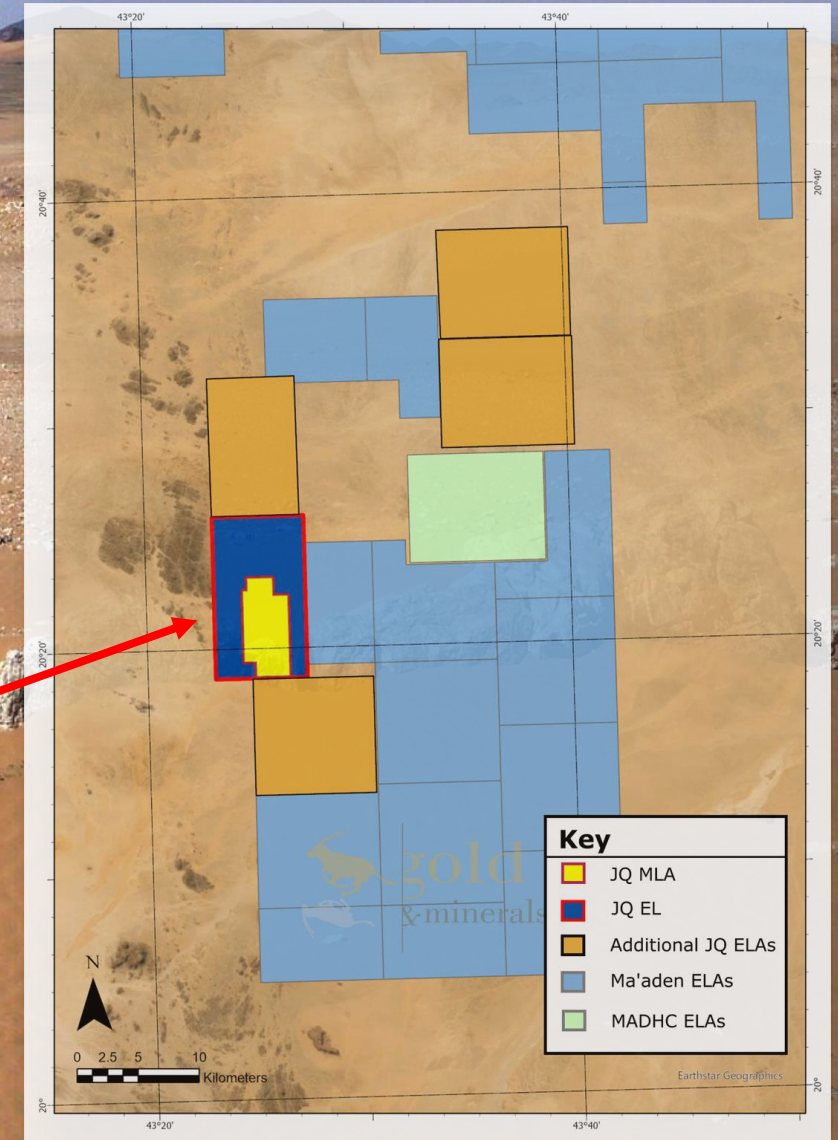 43°20'
43°40'
20°40'
20°40'
20°20'
20°20'
gold
& minerals
Key
JQ MLA
JQ EL
Additional JQ ELAs
Ma'aden ELAs
MADHC ELAs
N
0 2.5 5 10
Kilometers
Earthstar Geographics
20°
20°
43°20'
43°40'